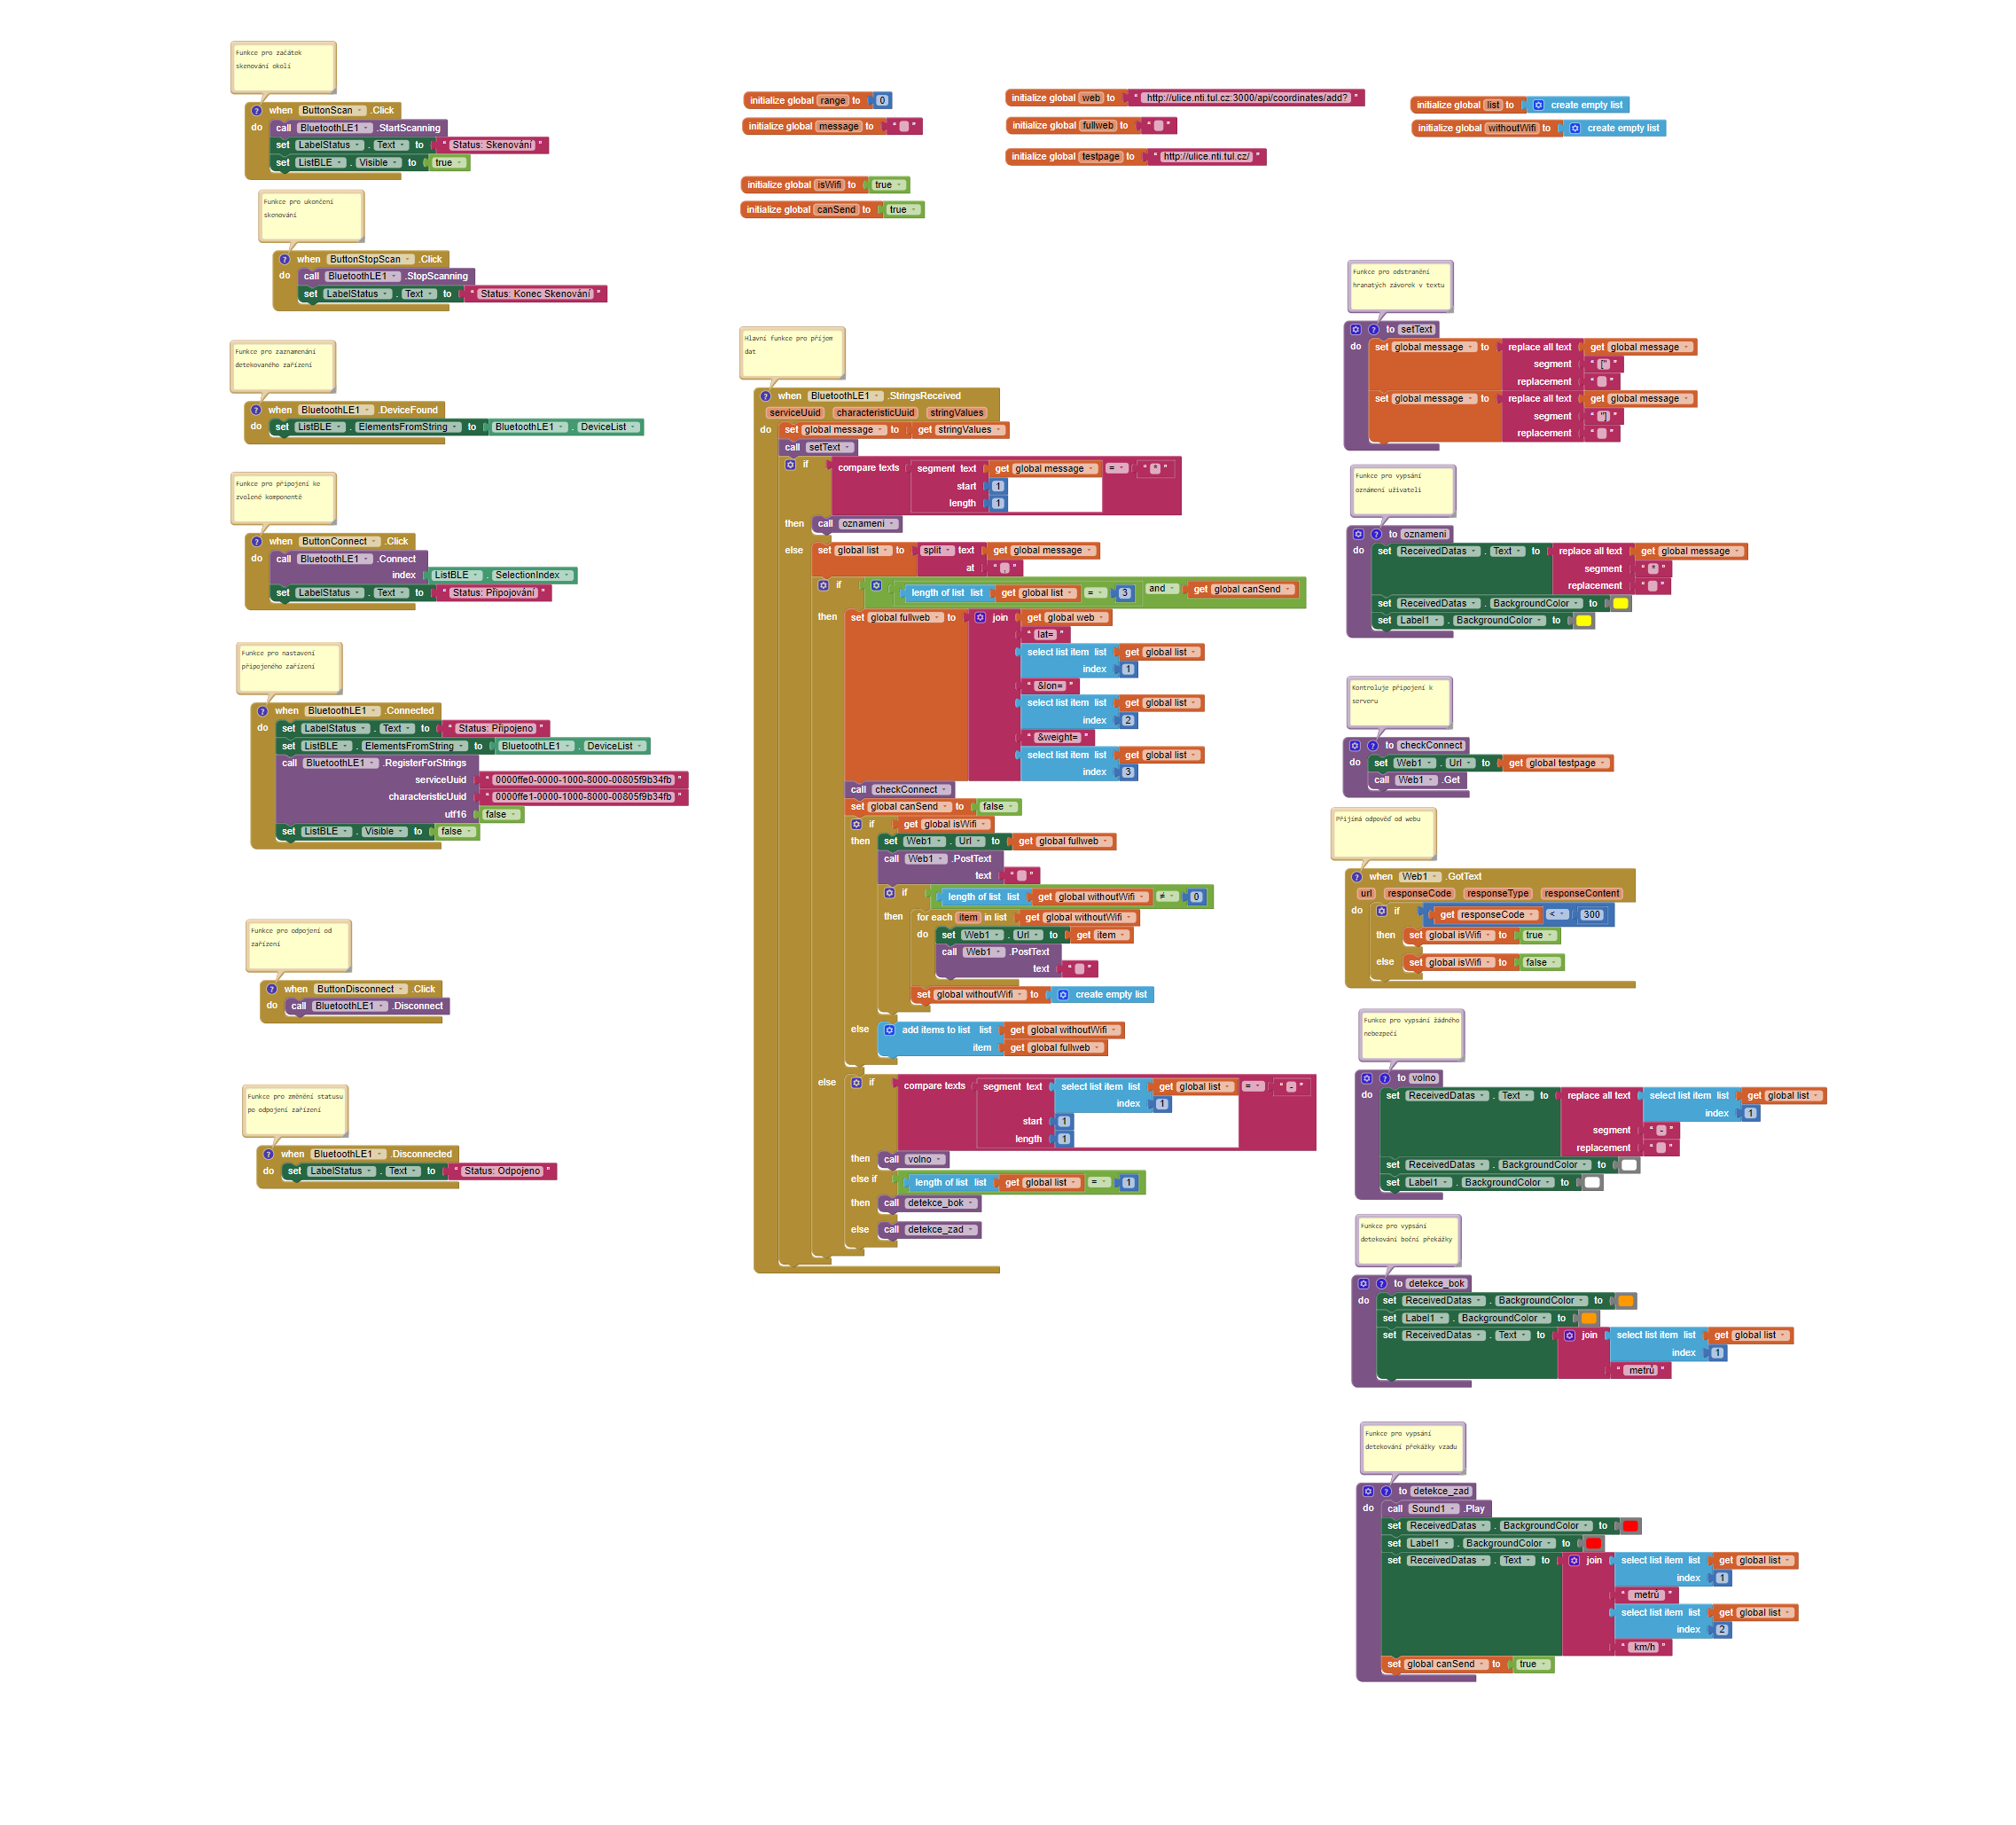 Funkce pro začátek
skenování okolí
when ButtonScan .Click
do call BluetoothLE1 .StartScanning
set LabelStatus . Text to " Status: Skenování "
set ListBLE . Visible to true
Funkce pro ukončení
skenování
when ButtonStopScan .Click
do call BluetoothLE1 .StopScanning
set LabelStatus . Text to " Status: Konec Skenování "
Funkce pro zaznamenání
detekovaného zařízení
when BluetoothLE1 .DeviceFound
do set ListBLE . ElementsFromString to BluetoothLE1 . DeviceList
Funkce pro připojení ke
zvolené komponentě
when ButtonConnect .Click
do call BluetoothLE1 .Connect
index ListBLE . SelectionIndex
set LabelStatus . Text to " Status: Připojování "
Funkce pro nastavení
připojeného zařízení
when BluetoothLE1 .Connected
do set LabelStatus . Text to " Status: Připojeno "
set ListBLE . ElementsFromString to BluetoothLE1 . DeviceList
call BluetoothLE1 .RegisterForStrings
serviceUuid " 0000ffe0-0000-1000-8000-00805f9b34fb "
characteristicUuid " 0000ffe1-0000-1000-8000-00805f9b34fb "
utf16 false
set ListBLE . Visible to false
Funkce pro odpojení od
zařízení
when ButtonDisconnect .Click
do call BluetoothLE1 .Disconnect
Funkce pro změnění statusu
po odpojení zařízení
when BluetoothLE1 .Disconnected
do set LabelStatus . Text to " Status: Odpojeno "
initialize global range to 0
initialize global message to " "
initialize global isWifi to true
initialize global canSend to true
initialize global web to " http://ulice.nti.tul.cz:3000/api/coordinates/add? "
initialize global fullweb to " "
initialize global testpage to " http://ulice.nti.tul.cz/ "
initialize global list to create empty list
initialize global withoutWifi to create empty list
Hlavní funkce pro příjem
dat
when BluetoothLE1 .StringsReceived
serviceUuid characteristicUuid stringValues
do set global message to get stringValues
call setText
if compare texts segment text get global message = " * "
start 1
length 1
then call oznameni
else set global list to split text get global message
at " , "
if length of list list get global list = 3 and get global canSend
then set global fullweb to join get global web
" lat= "
select list item list get global list
index 1
" &lon= "
select list item list get global list
index 2
" &weight= "
select list item list get global list
index 3
call checkConnect
set global canSend to false
if get global isWifi
then set Web1 . Url to get global fullweb
call Web1 .PostText
text " "
if length of list list get global withoutWifi ≠ 0
then for each item in list get global withoutWifi
do set Web1 . Url to get item
call Web1 .PostText
text " "
set global withoutWifi to create empty list
else add items to list list get global withoutWifi
item get global fullweb
else if compare texts segment text select list item list get global list = " - "
index 1
start 1
length 1
then call volno
else if length of list list get global list = 1
then call detekce_bok
else call detekce_zad
Funkce pro odstranění
hranatých závorek v textu
to setText
do set global message to replace all text get global message
segment " [" "
replacement " "
set global message to replace all text get global message
segment " "] "
replacement " "
Funkce pro vypsání
oznámení uživateli
to oznameni
do set ReceivedDatas . Text to replace all text get global message
segment " * "
replacement " "
set ReceivedDatas . BackgroundColor to
set Label1 . BackgroundColor to
Kontroluje připojení k
serveru
to checkConnect
do set Web1 . Url to get global testpage
call Web1 .Get
Přijímá odpověď od webu
when Web1 .GotText
url responseCode responseType responseContent
do if get responseCode < 300
then set global isWifi to true
else set global isWifi to false
Funkce pro vypsání žádného
nebezpečí
to volno
do set ReceivedDatas . Text to replace all text select list item list get global list
index 1
segment " - "
replacement " "
set ReceivedDatas . BackgroundColor to
set Label1 . BackgroundColor to
Funkce pro vypsání
detekování boční překážky
to detekce_bok
do set ReceivedDatas . BackgroundColor to
set Label1 . BackgroundColor to
set ReceivedDatas . Text to join select list item list get global list
index 1
" metrů "
Funkce pro vypsání
detekování překážky vzadu
to detekce_zad
do call Sound1 .Play
set ReceivedDatas . BackgroundColor to
set Label1 . BackgroundColor to
set ReceivedDatas . Text to join select list item list get global list
index 1
" metrů "
select list item list get global list
index 2
" km/h "
set global canSend to true